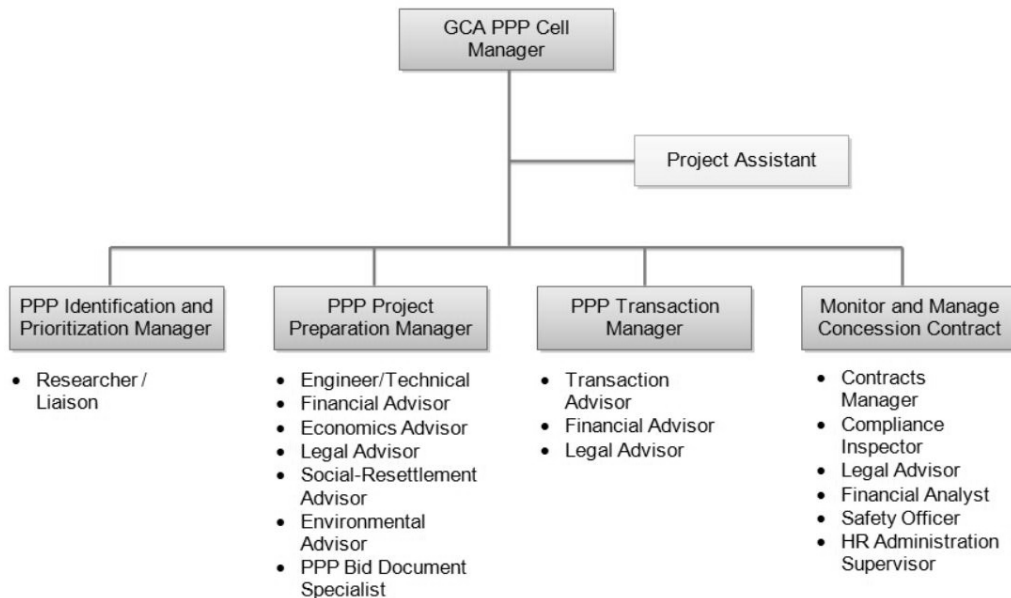 GCA PPP Cell
Manager
Project Assistant
PPP Identification and
Prioritization Manager
• Researcher /
Liaison
PPP Project
Preparation Manager
• Engineer/Technical
• Financial Advisor
• Economics Advisor
• Legal Advisor
• Social-Resettlement
Advisor
• Environmental
Advisor
• PPP Bid Document
Specialist
PPP Transaction
Manager
• Transaction
Advisor
• Financial Advisor
• Legal Advisor
Monitor and Manage
Concession Contract
• Contracts
Manager
• Compliance
Inspector
• Legal Advisor
• Financial Analyst
• Safety Officer
• HR Administration
Supervisor